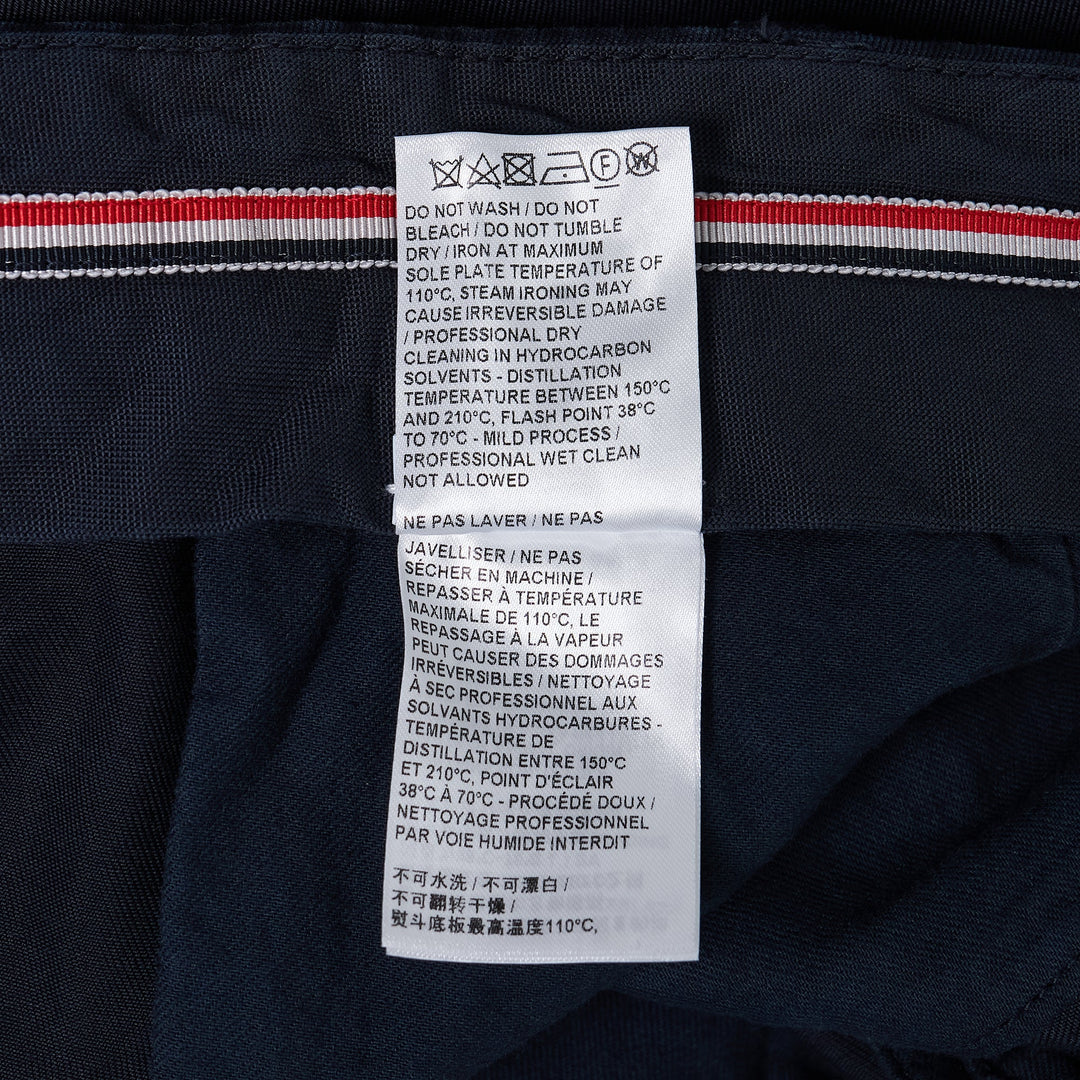 F W
DO NOT WASH / DO NOT
BLEACH / DO NOT TUMBLE
DRY / IRON AT MAXIMUM
SOLE PLATE TEMPERATURE OF
110°C, STEAM IRONING MAY
CAUSE IRREVERSIBLE DAMAGE
/ PROFESSIONAL DRY
CLEANING IN HYDROCARBON
SOLVENTS - DISTILLATION
TEMPERATURE BETWEEN 150°C
AND 210°C, FLASH POINT 38°C
TO 70°C - MILD PROCESS /
PROFESSIONAL WET CLEAN
NOT ALLOWED
NE PAS LAVER / NE PAS
JAVELLISER / NE PAS
SÉCHER EN MACHINE /
REPASSER À TEMPÉRATURE
MAXIMALE DE 110°C, LE
REPASSAGE À LA VAPEUR
PEUT CAUSER DES DOMMAGES
IRRÉVERSIBLES / NETTOYAGE
À SEC PROFESSIONNEL AUX
SOLVANTS HYDROCARBURES -
TEMPÉRATURE DE
DISTILLATION ENTRE 150°C
ET 210°C, POINT D'ÉCLAIR
38°C À 70°C - PROCÉDÉ DOUX /
NETTOYAGE PROFESSIONNEL
PAR VOIE HUMIDE INTERDIT
不可水洗 / 不可漂白 /
不可翻转干燥 /
熨斗底板最高温度110°C,